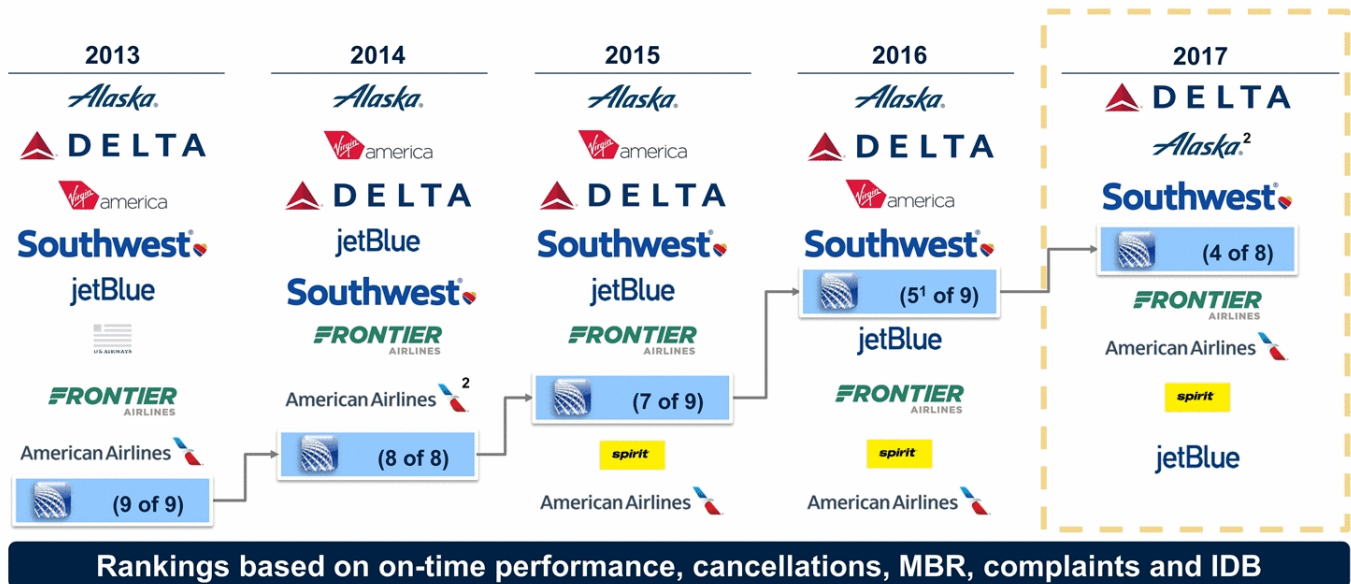 2013
Alaska®
DELTA
Virgin america
Southwest®
jetBlue
U.S AIRWAYS
FRONTIER
AIRLINES
American Airlines
(9 of 9)
2014
Alaska®
Virgin america
DELTA
jetBlue
Southwest®
FRONTIER
AIRLINES
American Airlines 2
(8 of 8)
2015
Alaska®
Virgin america
DELTA
Southwest®
jetBlue
FRONTIER
AIRLINES
(7 of 9)
spirit
American Airlines
2016
Alaska®
DELTA
Virgin america
Southwest®
(5¹ of 9)
jetBlue
FRONTIER
AIRLINES
spirit
American Airlines
2017
DELTA
Alaska® 2
Southwest®
(4 of 8)
FRONTIER
AIRLINES
American Airlines
spirit
jetBlue
Rankings based on on-time performance, cancellations, MBR, complaints and IDB